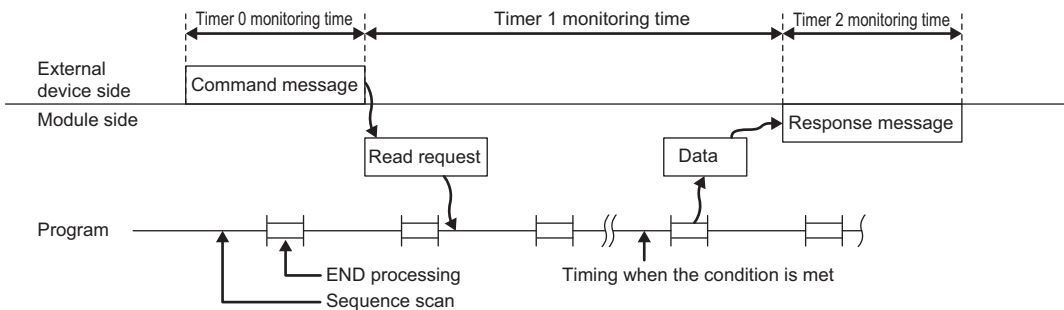 Timer 0 monitoring time
Timer 1 monitoring time
Timer 2 monitoring time
External
device side
Command message
Module side
Response message
Read request
Data
Program
END processing
Timing when the condition is met
Sequence scan